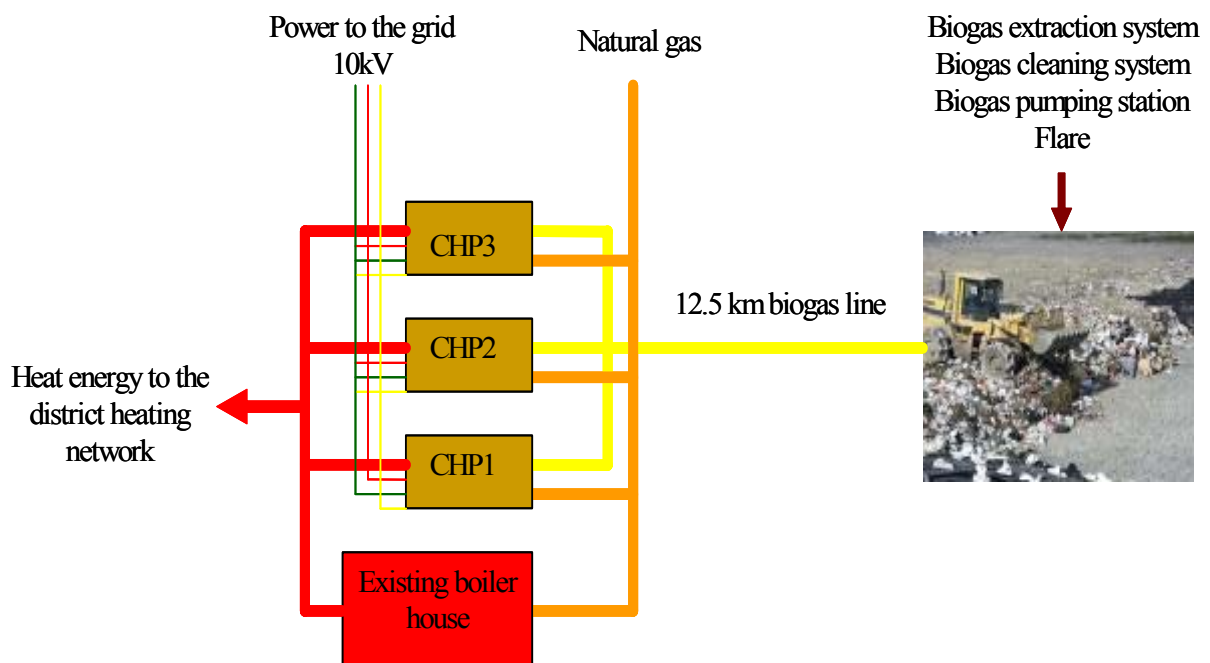 Power to the grid
10kV
Natural gas
Biogas extraction system
Biogas cleaning system
Biogas pumping station
Flare
CHP3
12.5 km biogas line
CHP2
Heat energy to the
district heating
network
CHP1
Existing boiler
house